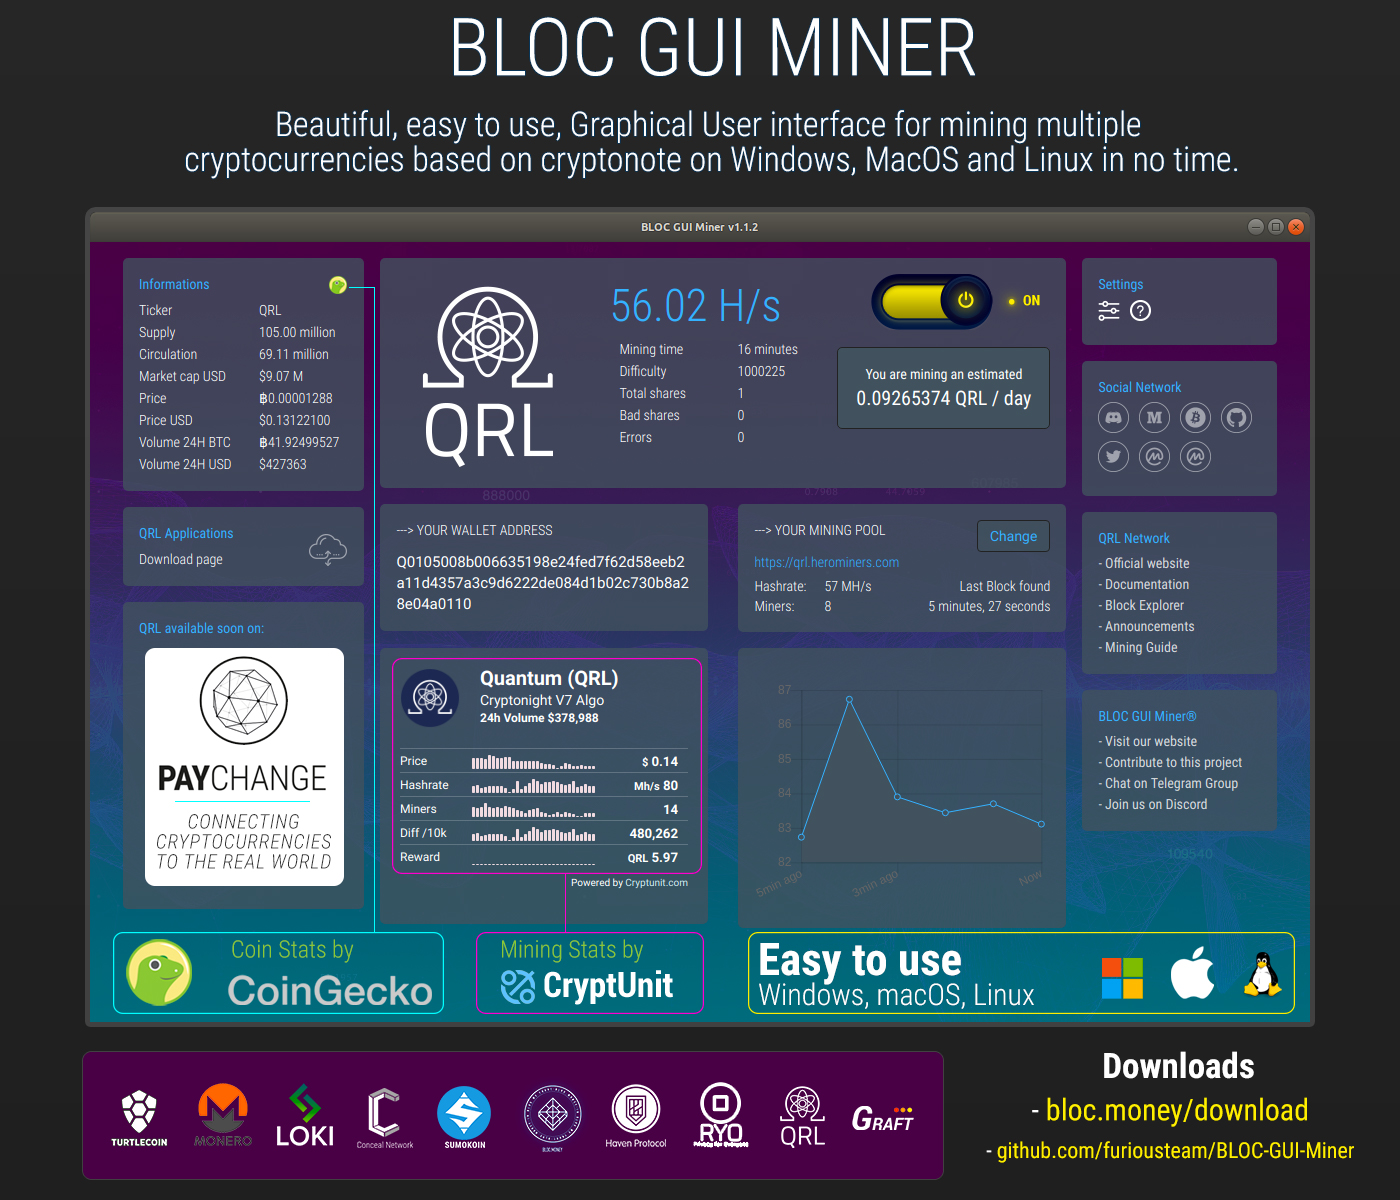 BLOC GUI MINER
Beautiful, easy to use, Graphical User interface for mining multiple
cryptocurrencies based on cryptonote on Windows, MacOS and Linux in no time.
BLOC GUI Miner v1.1.2
Informations
Ticker QRL
Supply 105.00 million
Circulation 69.11 million
Market cap USD $9.07 M
Price ฿0.00001288
Price USD $0.13122100
Volume 24H BTC ฿41.92499527
Volume 24H USD $427363
QRL Applications
Download page
QRL available soon on:
PAYCHANGE
CONNECTING
CRYPTOCURRENCIES
TO THE REAL WORLD
QRL
56.02 H/s
Mining time 16 minutes
Difficulty 1000225
Total shares 1
Bad shares 0
Errors 0
ON
You are mining an estimated
0.09265374 QRL / day
888000
---> YOUR WALLET ADDRESS
Q0105008b006635198e24fed7f62d58eeb2
a11d4357a3c9d6222de084d1b02c730b8a2
8e04a0110
---> YOUR MINING POOL
Change
https://qrl.herominers.com
Hashrate: 57 MH/s Last Block found
Miners: 8 5 minutes, 27 seconds
Quantum (QRL)
Cryptonight V7 Algo
24h Volume $378,988
Price $ 0.14
Hashrate Mh/s 80
Miners 14
Diff /10k 480,262
Reward QRL 5.97
Powered by Cryptunit.com
87
86
85
84
83
82
5min ago
3min ago
Now
Settings
?
Social Network
QRL Network
- Official website
- Documentation
- Block Explorer
- Announcements
- Mining Guide
BLOC GUI Miner®
- Visit our website
- Contribute to this project
- Chat on Telegram Group
- Join us on Discord
109540
Coin Stats by
CoinGecko
Mining Stats by
CryptUnit
Easy to use
Windows, macOS, Linux
TURTLECOIN
MONERO
LOKI
Conceal Network
SUMOKOIN
BLOC.MONEY
Haven Protocol
RYO
QRL
GRAFT
Downloads
- bloc.money/download
- github.com/furiousteam/BLOC-GUI-Miner